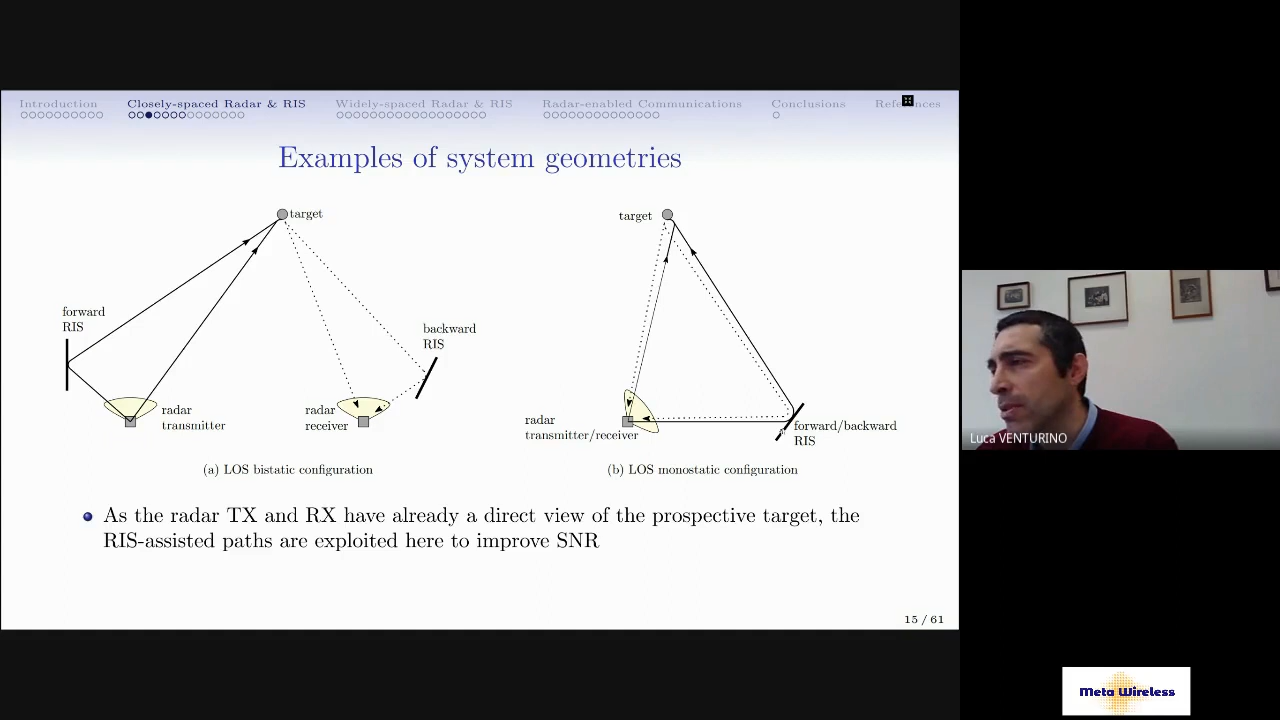 Introduction Closely-spaced Radar & RIS Widely-spaced Radar & RIS Radar-enabled Communications Conclusions
Examples of system geometries
target
forward
RIS
radar
transmitter
radar
receiver
backward
RIS
(a) LOS bistatic configuration
target
radar
transmitter/receiver
forward/backward
RIS
(b) LOS monostatic configuration
As the radar TX and RX have already a direct view of the prospective target, the
RIS-assisted paths are exploited here to improve SNR
15 / 61
Luca VENTURINO
Meta Wireless